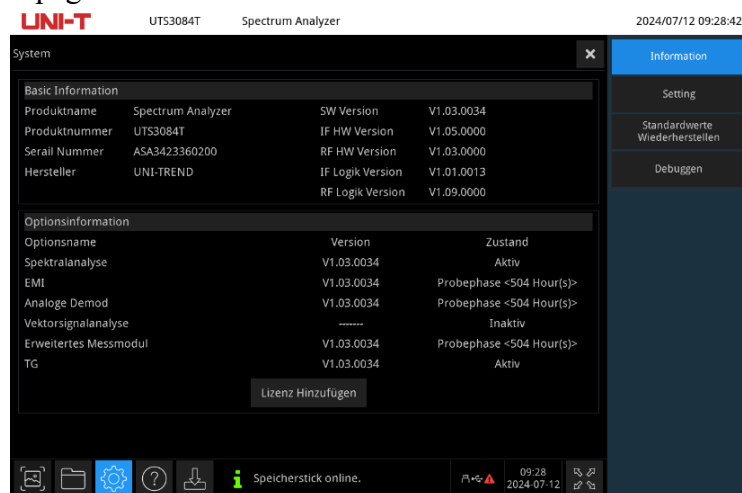 UNI-T UTS3084T Spectrum Analyzer 2024/07/12 09:28:42
System
Information
Basic Information
Setting
Produktname Spectrum Analyzer SW Version V1.03.0034
Produktnummer UTS3084T IF HW Version V1.05.0000
Standardwerte
Wiederherstellen
Serail Nummer ASA3423360200 RF HW Version V1.03.0000
Hersteller UNI-TREND IF Logik Version V1.01.0013
Debuggen
RF Logik Version V1.09.0000
Optionsinformation
Optionsname Version Zustand
Spektralanalyse V1.03.0034 Aktiv
EMI V1.03.0034 Probephase <504 Hour(s)>
Analoge Demod V1.03.0034 Probephase <504 Hour(s)>
Vektorsignalanalyse ------- Inaktiv
Erweitertes Messmodul V1.03.0034 Probephase <504 Hour(s)>
TG V1.03.0034 Aktiv
Lizenz Hinzufügen
Speicherstick online. 09:28
2024-07-12